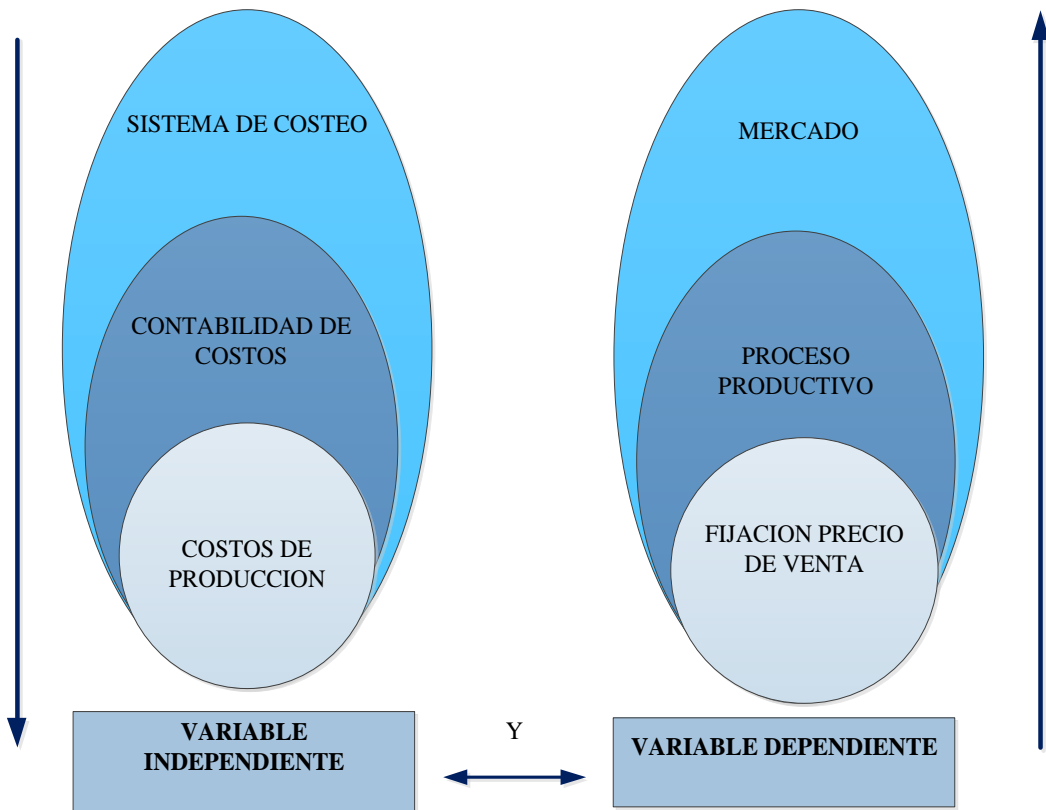 SISTEMA DE COSTEO
CONTABILIDAD DE
COSTOS
COSTOS DE
PRODUCCION
VARIABLE
INDEPENDIENTE
Y
MERCADO
PROCESO
PRODUCTIVO
FIJACION PRECIO
DE VENTA
VARIABLE DEPENDIENTE